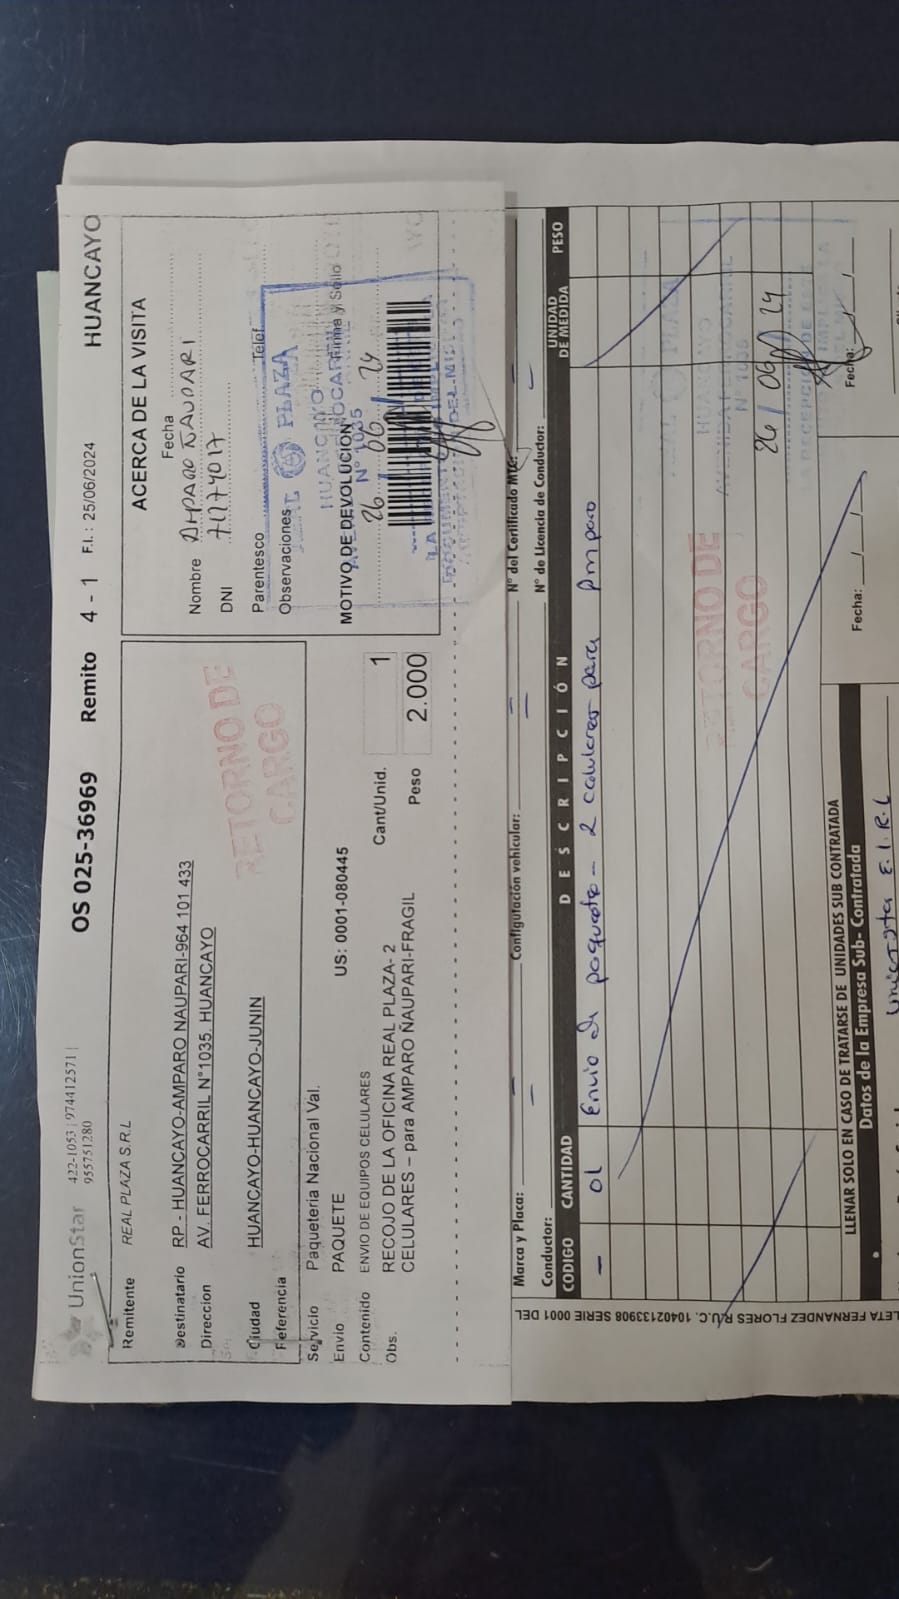 UnionStar
422-1053 | 974412571 |
955751280
OS 025-36969 Remito 4 - 1 F.I.: 25/06/2024 HUANCAYO
Remitente REAL PLAZA S.R.L
Destinatario RP - HUANCAYO-AMPARO NAUPARI-964 101 433
Direccion AV. FERROCARRIL N°1035. HUANCAYO
Ciudad HUANCAYO-HUANCAYO-JUNIN
Referencia
RETORNO DE
CARGO
Servicio Paqueteria Nacional Val.
Envio PAQUETE US: 0001-080445
Contenido ENVIO DE EQUIPOS CELULARES
Cant/Unid. 1
Obs. RECOJO DE LA OFICINA REAL PLAZA- 2
CELULARES – para AMPARO ÑAUPARI-FRAGIL
Peso 2.000
ACERCA DE LA VISITA
Fecha
Nombre AMPARO ÑAUPARI
DNI
Parentesco Telef
Observaciones
PLAZA
HUANCAYO
MOTIVO DE DEVOLUCION Firma y Sello
N° 1035
26 / 06 / 24
N° del Certificado MTC:
Marca y Placa: Configutación vehicular:
Conductor: N° de Licencia de Conductor:
CODIGO CANTIDAD DESCRIPCIÓN UNIDAD DE MEDIDA PESO
— 01 Envio de paquete – 2 celulares para Amparo
RETORNO DE
CARGO
HUANCAYO
N° 1035
26 / 06 / 24
Fecha: / /
Fecha: / /
LLENAR SOLO EN CASO DE TRATARSE DE UNIDADES SUB CONTRATADA
Datos de la Empresa Sub- Contratada
E.I.R.L
FERNANDEZ FLORES R.U.C. 10402133908 SERIE 0001 DEL